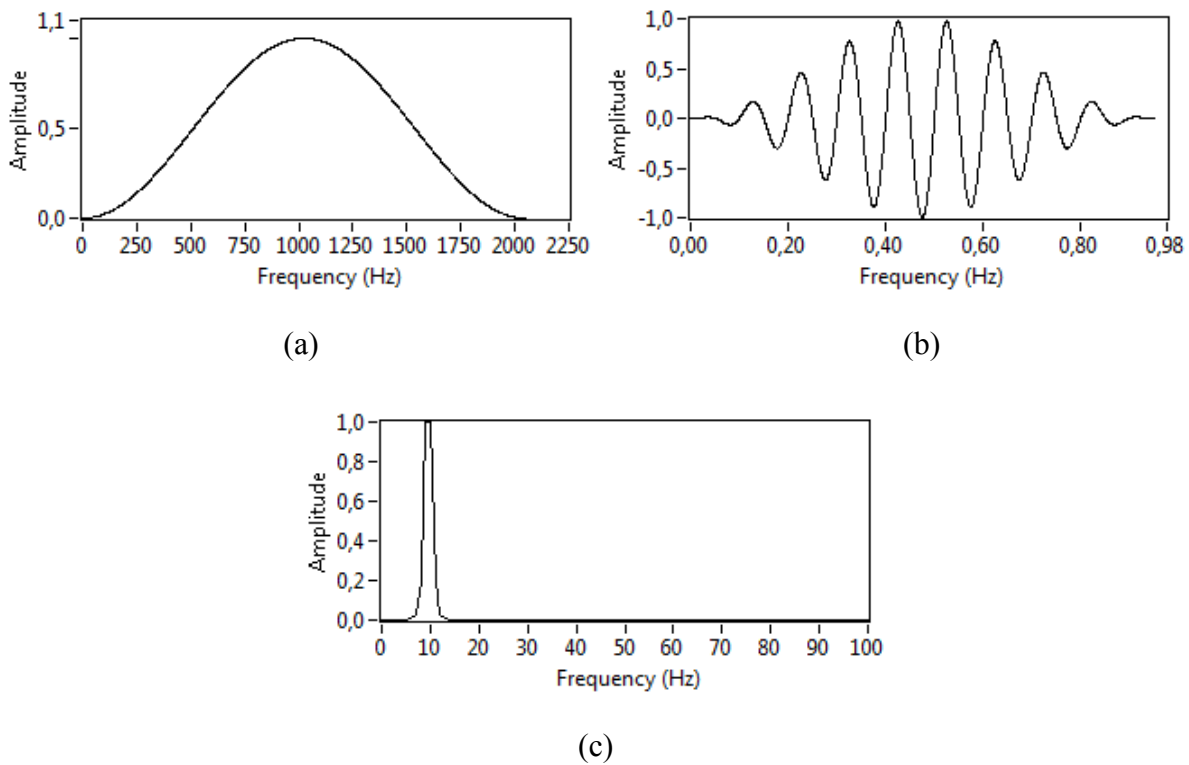 1,1
0,5
0,0
Amplitude
0 250 500 750 1000 1250 1500 1750 2000 2250
Frequency (Hz)
(a)
1,0
0,5
0,0
-0,5
-1,0
Amplitude
0,00 0,20 0,40 0,60 0,80 0,98
Frequency (Hz)
(b)
1,0
0,8
0,6
0,4
0,2
0,0
Amplitude
0 10 20 30 40 50 60 70 80 90 100
Frequency (Hz)
(c)